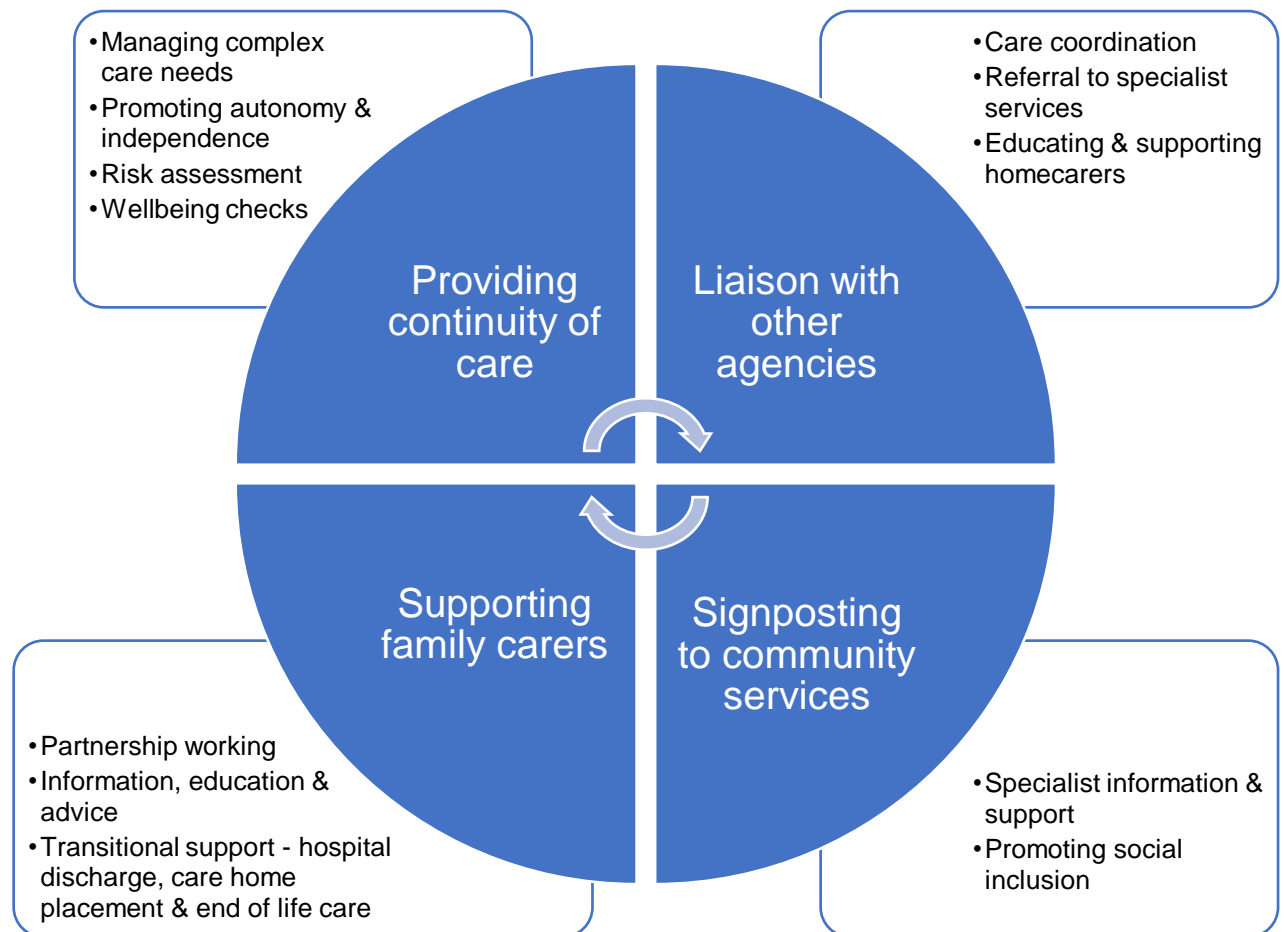 •Managing complex
care needs
•Promoting autonomy &
independence
•Risk assessment
•Wellbeing checks
•Care coordination
•Referral to specialist
services
•Educating & supporting
homecarers
Providing
continuity of
care
Liaison with
other
agencies
Supporting
family carers
Signposting
to community
services
•Partnership working
•Information, education &
advice
•Transitional support - hospital
discharge, care home
placement & end of life care
•Specialist information &
support
•Promoting social
inclusion